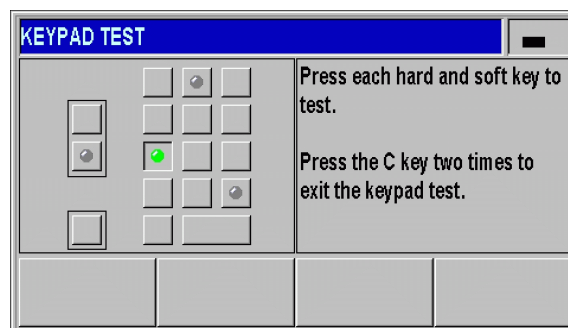 KEYPAD TEST
Press each hard and soft key to
test.
Press the C key two times to
exit the keypad test.